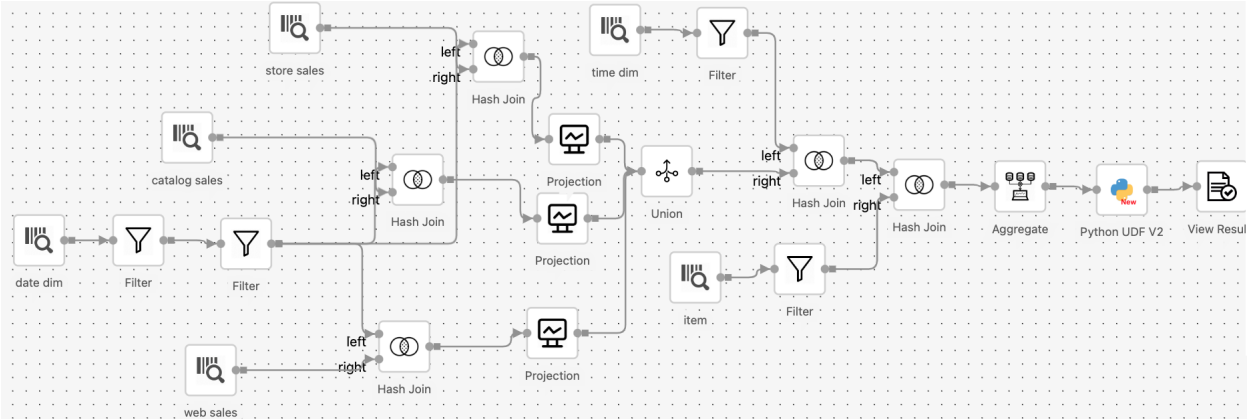 store sales
left
right
Hash Join
time dim
Filter
catalog sales
left
right
Hash Join
Projection
Projection
Union
left
right
Hash Join
left
right
Hash Join
Aggregate
New
Python UDF V2
View Resul
date dim
Filter
Filter
item
Filter
left
right
Hash Join
Projection
web sales